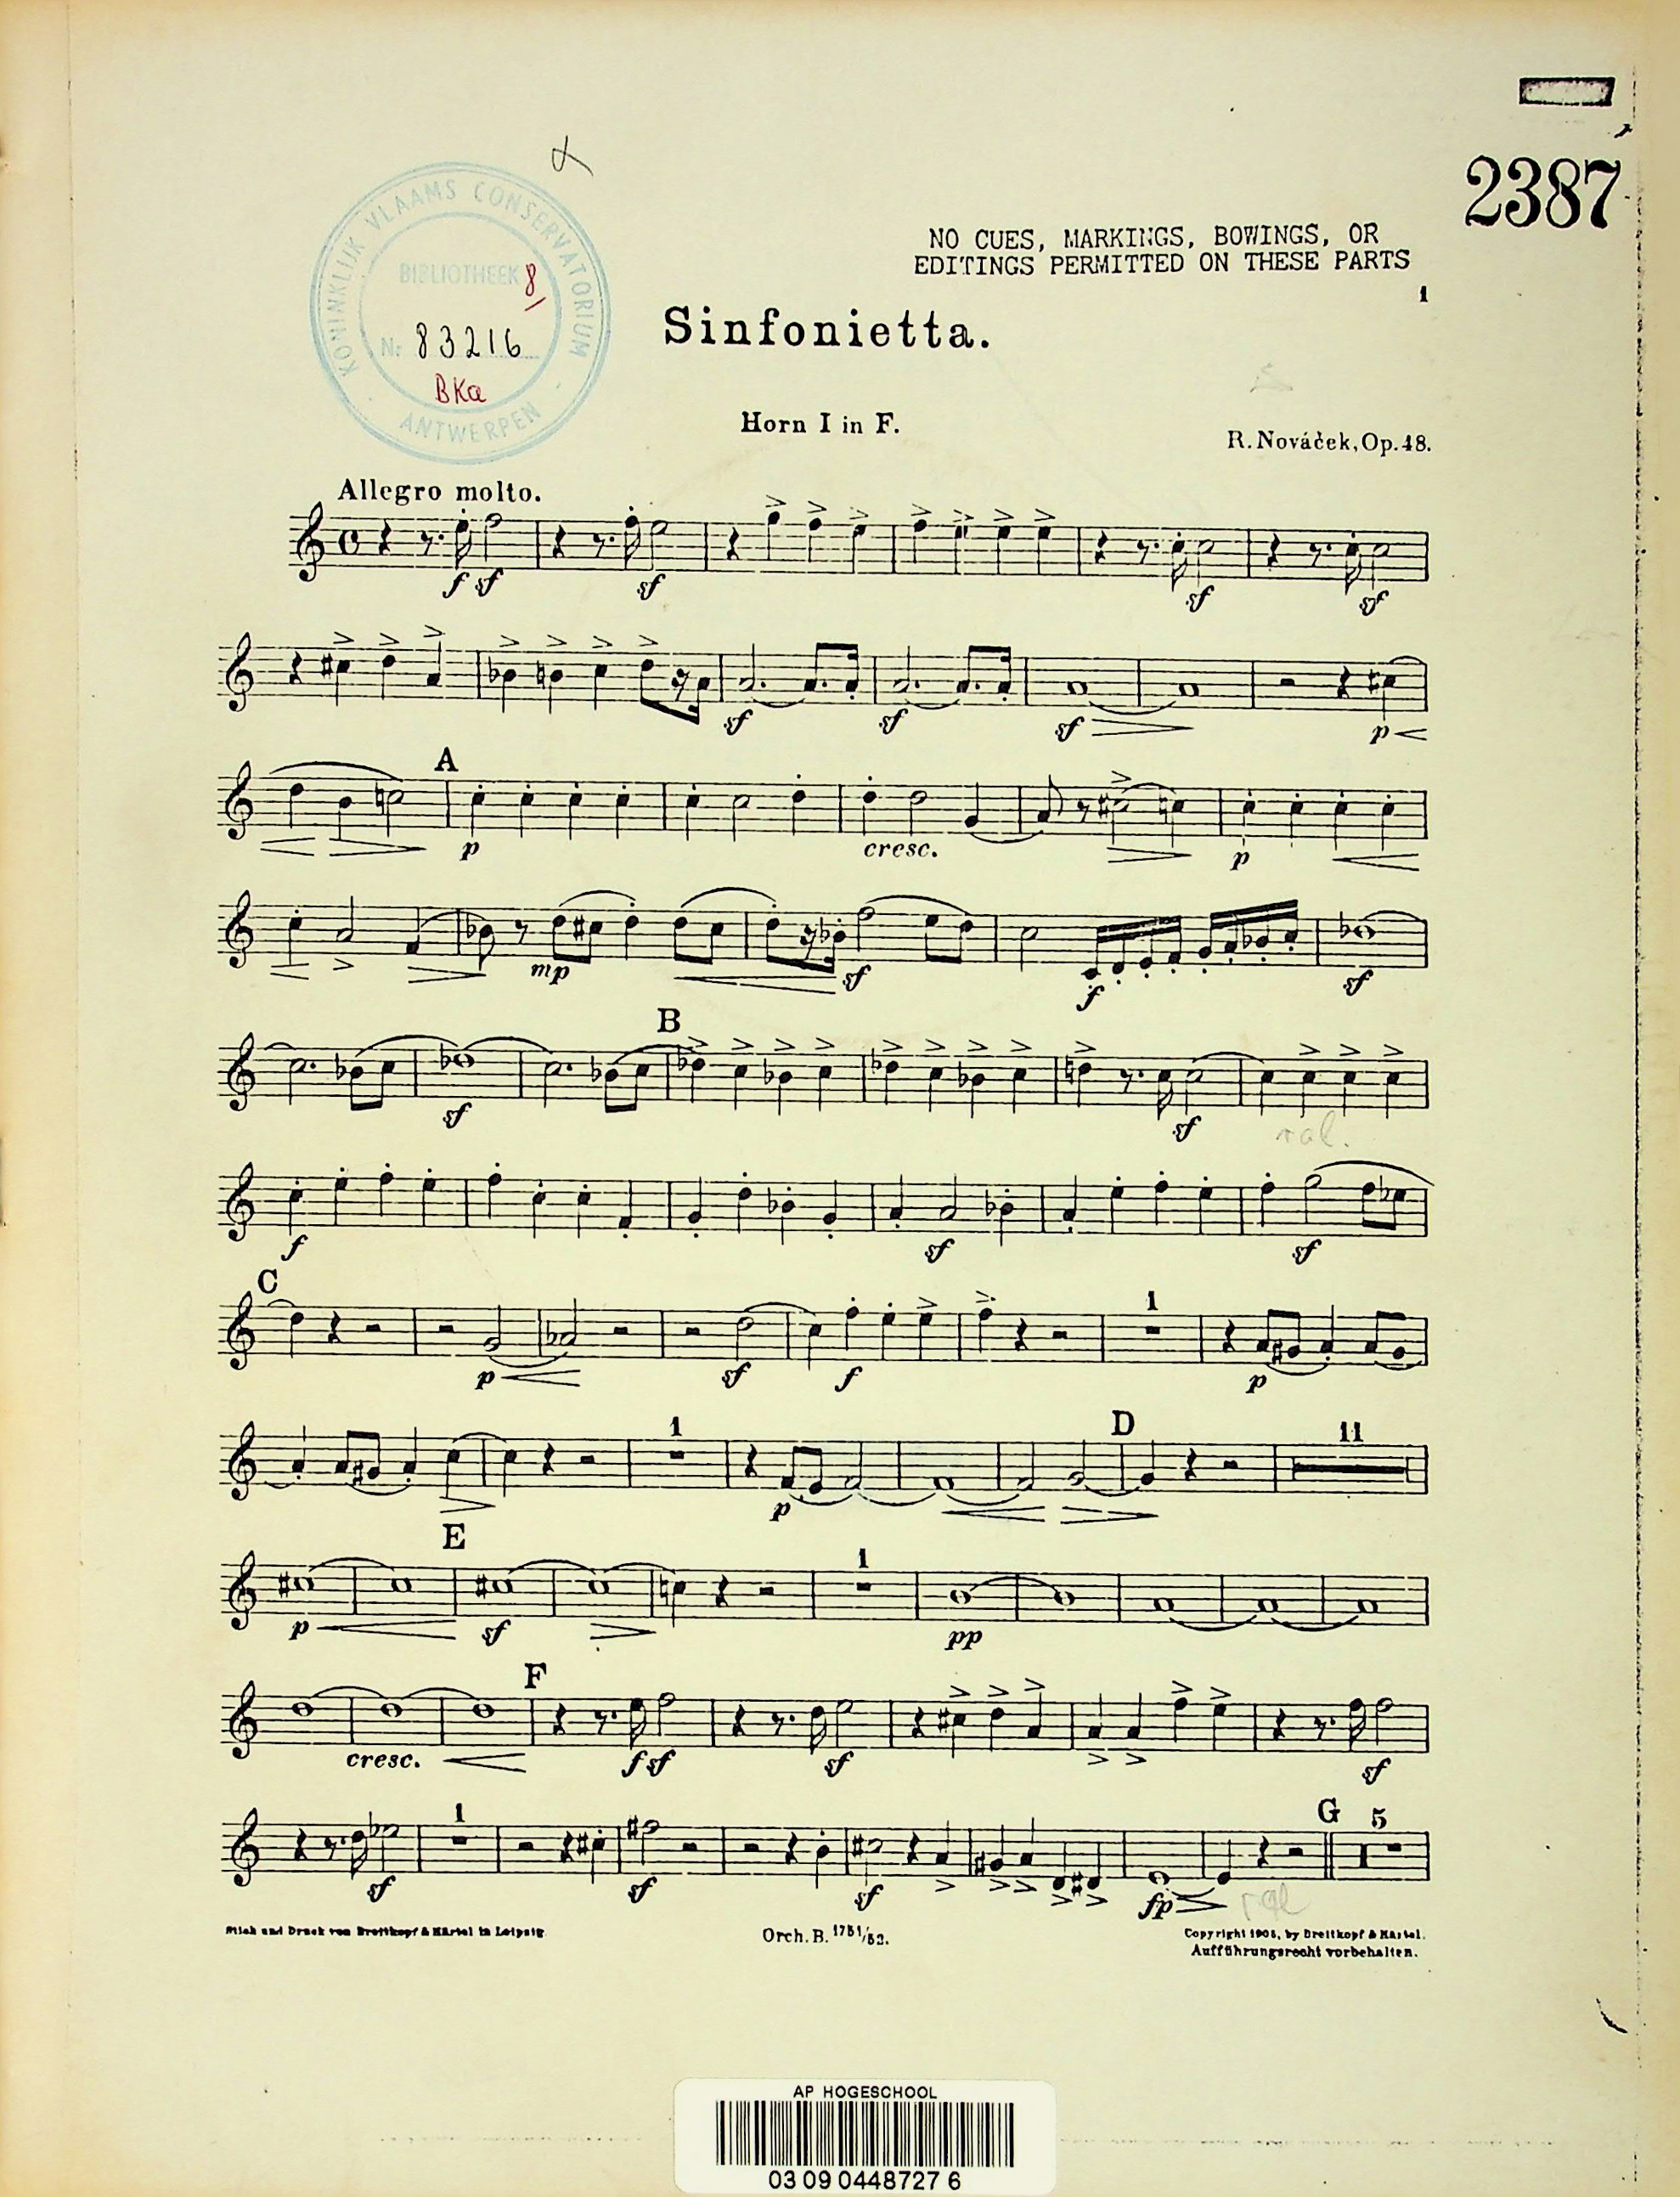 2387
NO CUES, MARKINGS, BOWINGS, OR
EDITINGS PERMITTED ON THESE PARTS
1
KONINKLIJK VLAAMS CONSERVATORIUM
BIBLIOTHEEK 8
Nr 83216
BKa
ANTWERPEN
Sinfonietta.
Horn I in F.
R. Nováček, Op. 48.
Allegro molto.
f sf sf sf sf
sf sf sf p
A
p cresc. p
mp sf f sf
B
sf sf
ral.
f sf sf
C
1
p sf f p
1 D 11
p
E
1
p sf pp
F
cresc. f sf sf sf
1 G 5
sf sf sf fp
Stich und Druck von Breitkopf & Härtel in Leipzig
Orch. B. 1751/52.
Copyright 1905, by Breitkopf & Härtel.
Aufführungsrecht vorbehalten.
AP HOGESCHOOL
03 09 0448727 6